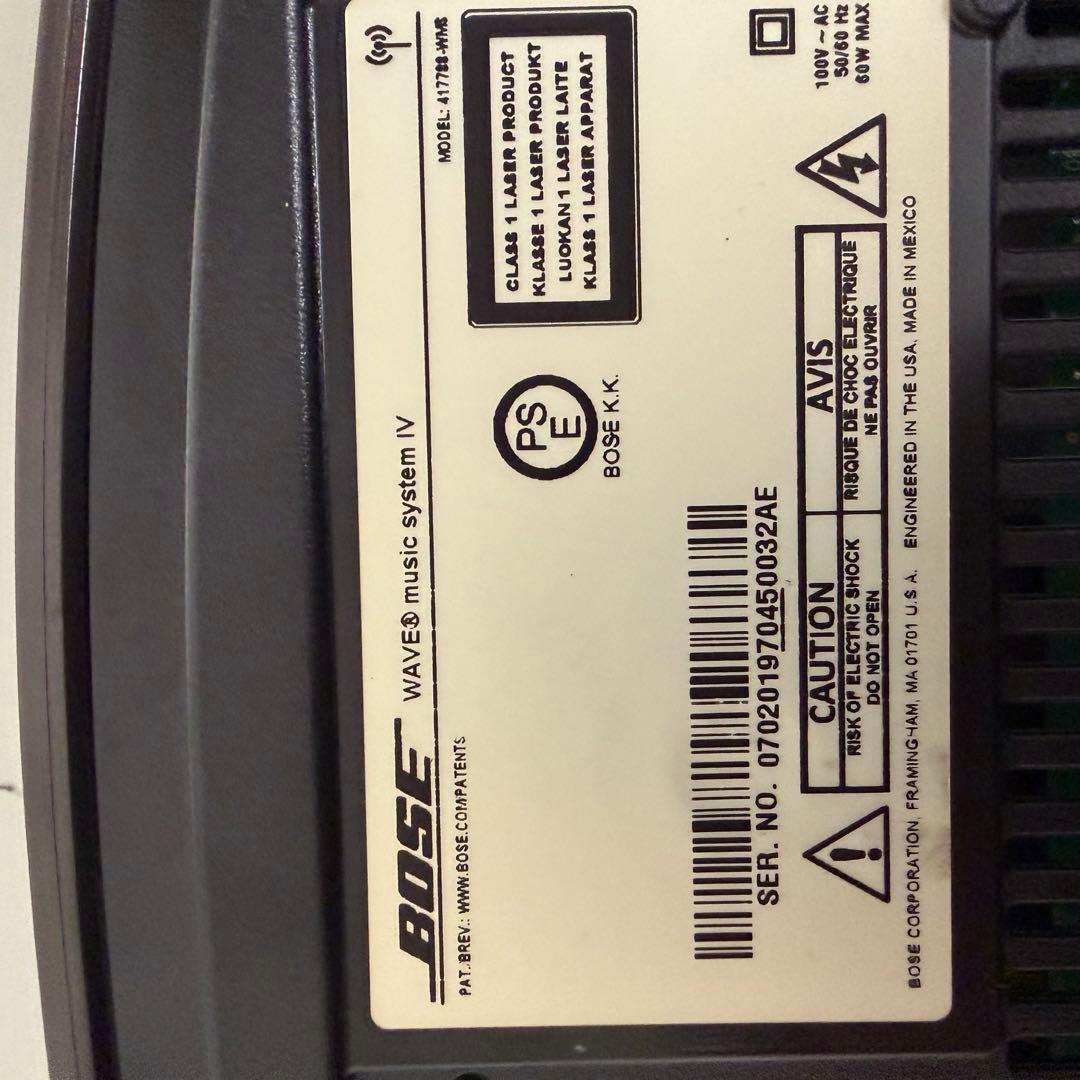 BOSE WAVE® music system IV
PAT./BREV.: WWW.BOSE.COM/PATENTS
MODEL: 417788-WMS
CLASS 1 LASER PRODUCT
KLASSE 1 LASER PRODUKT
LUOKAN 1 LASER LAITE
KLASS 1 LASER APPARAT
PS
E
BOSE K.K.
100V ~ AC
50/60 Hz
60W MAX
SER. NO. 070201970450032AE
CAUTION
RISK OF ELECTRIC SHOCK
DO NOT OPEN
AVIS
RISQUE DE CHOC ELECTRIQUE
NE PAS OUVRIR
BOSE CORPORATION, FRAMINGHAM, MA 01701 U.S.A. ENGINEERED IN THE USA, MADE IN MEXICO